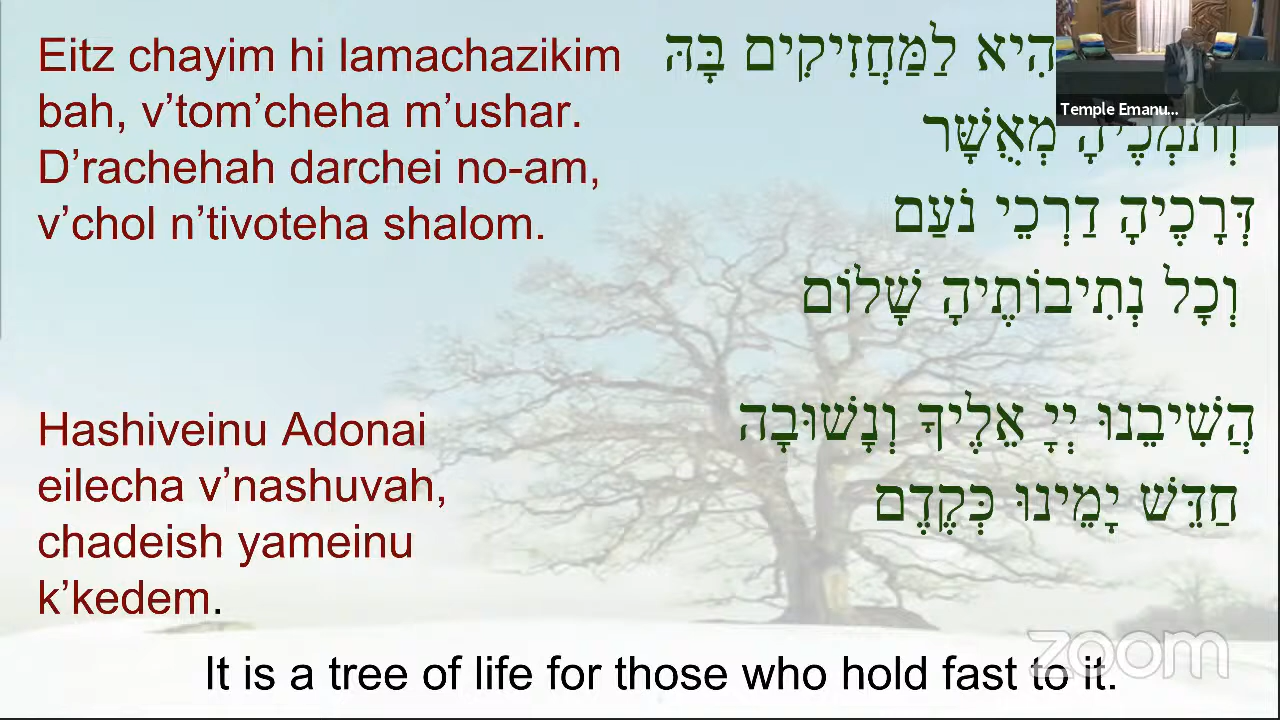 Eitz chayim hi lamachazikim
bah, v’tom’cheha m’ushar.
D’rachehah darchei no-am,
v’chol n’tivoteha shalom.
הִיא לַמַּחֲזִיקִים בָּהּ
וְתֹמְכֶיהָ מְאֻשָּׁר
דְּרָכֶיהָ דַרְכֵי נֹעַם
וְכָל נְתִיבוֹתֶיהָ שָׁלוֹם
Hashiveinu Adonai
eilecha v’nashuvah,
chadeish yameinu
k’kedem.
הֲשִׁיבֵנוּ יְיָ אֵלֶיךָ וְנָשׁוּבָה
חַדֵּשׁ יָמֵינוּ כְּקֶדֶם
It is a tree of life for those who hold fast to it.
Temple Emanu...
zoom